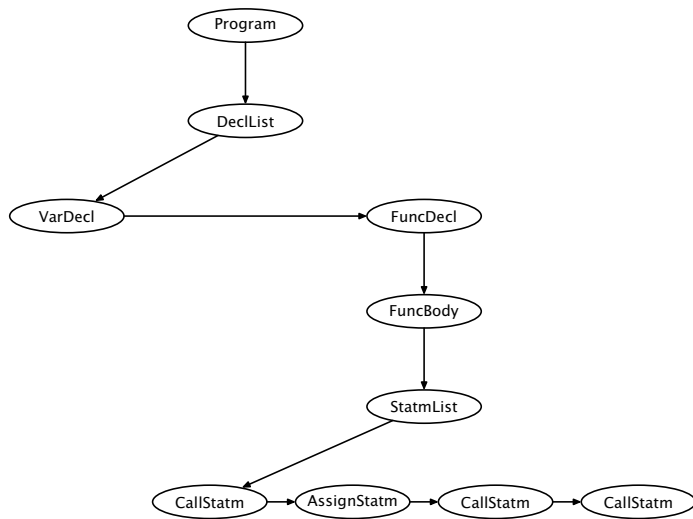 Program
DeclList
VarDecl
FuncDecl
FuncBody
StatmList
CallStatm
AssignStatm
CallStatm
CallStatm